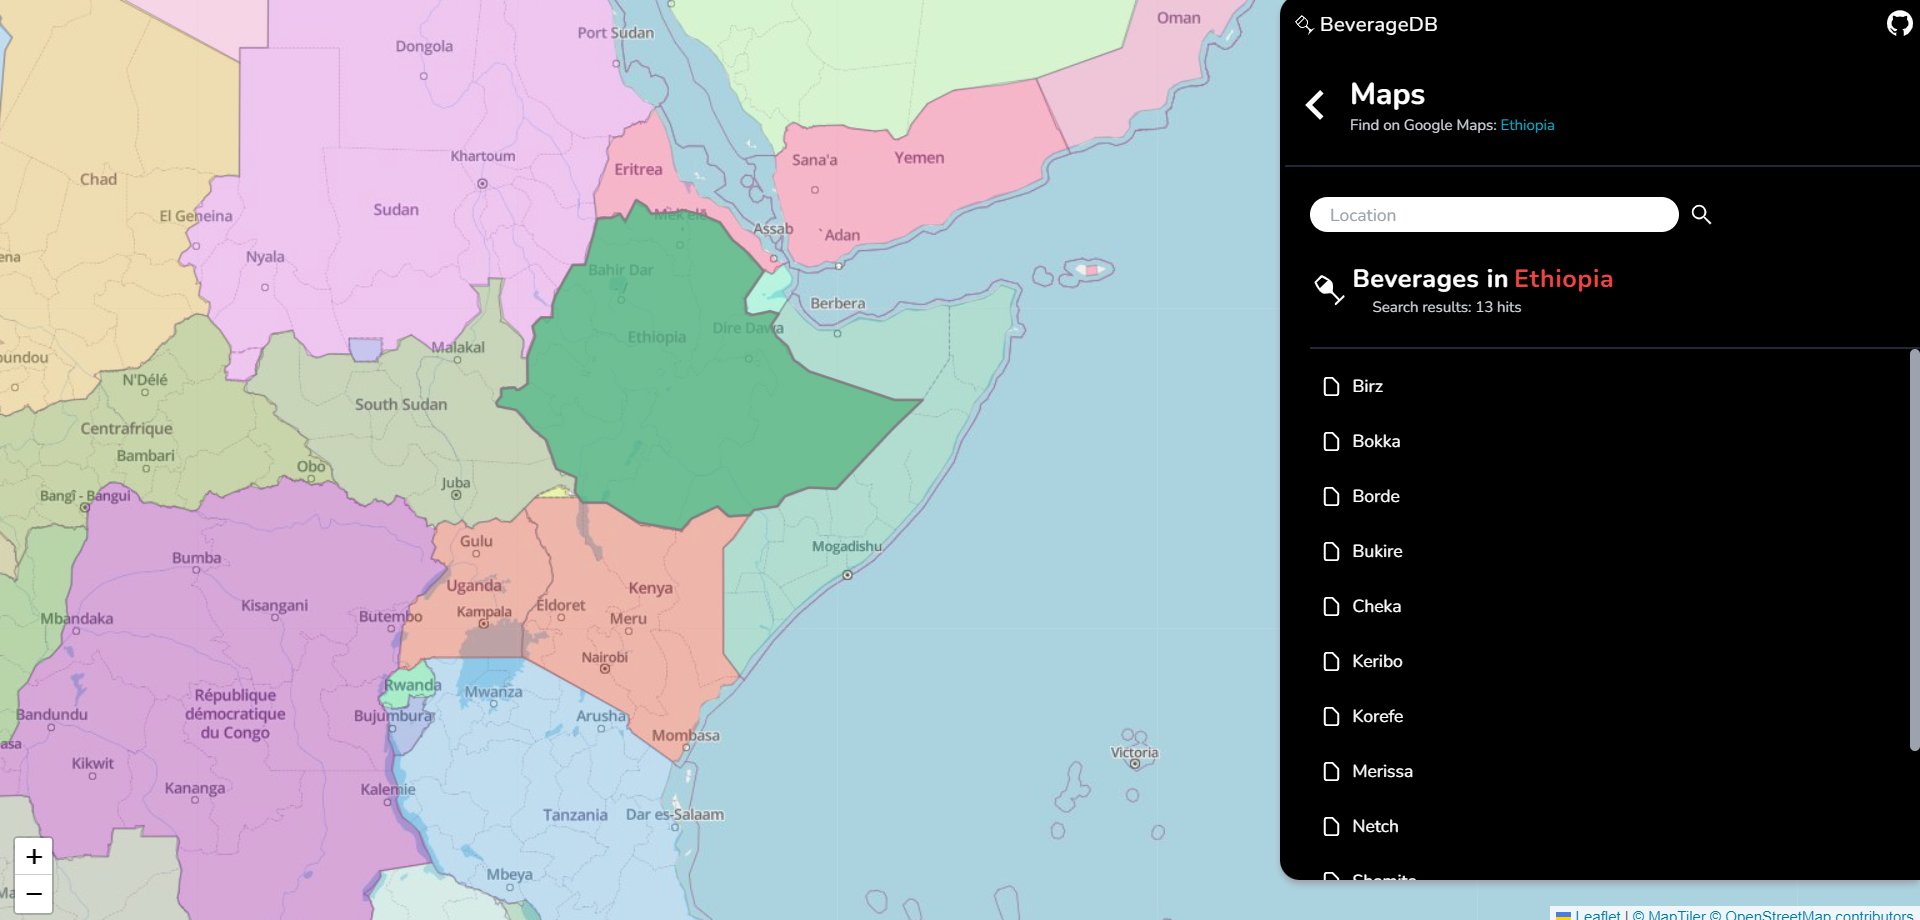 Oman
Port Sudan
Dongola
Khartoum
Eritrea
Sana'a
Yemen
Chad
Sudan
El Geneina
Mek'elē
Assab
`Adan
Nyala
ena
Bahir Dar
Berbera
Dire Dawa
Ethiopia
Malakal
oundou
N'Délé
South Sudan
Centrafrique
Bambari
Obo
Juba
Bangî - Bangui
Gulu
Mogadishu
Bumba
Uganda
Kenya
Kisangani
Eldoret
Kampala
Mbandaka
Butembo
Meru
Nairobi
Rwanda
Mwanza
République
démocratique
du Congo
Bandundu
Bujumbura
Arusha
Mombasa
asa
Victoria
Kikwit
Kananga
Kalemie
Tanzania
Dar es-Salaam
Mbeya
Ma
+
−
BeverageDB
Maps
Find on Google Maps: Ethiopia
Location
Beverages in Ethiopia
Search results: 13 hits
Birz
Bokka
Borde
Bukire
Cheka
Keribo
Korefe
Merissa
Netch
Leaflet | © MapTiler © OpenStreetMap contributors